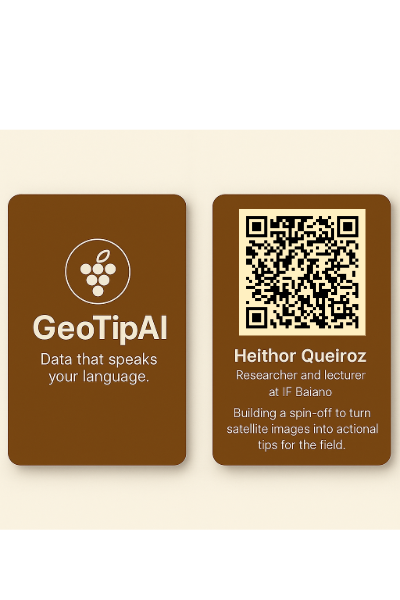 GeoTipAI
Data that speaks
your language.
Heithor Queiroz
Researcher and lecturer
at IF Baiano
Building a spin-off to turn
satellite images into actional
tips for the field.